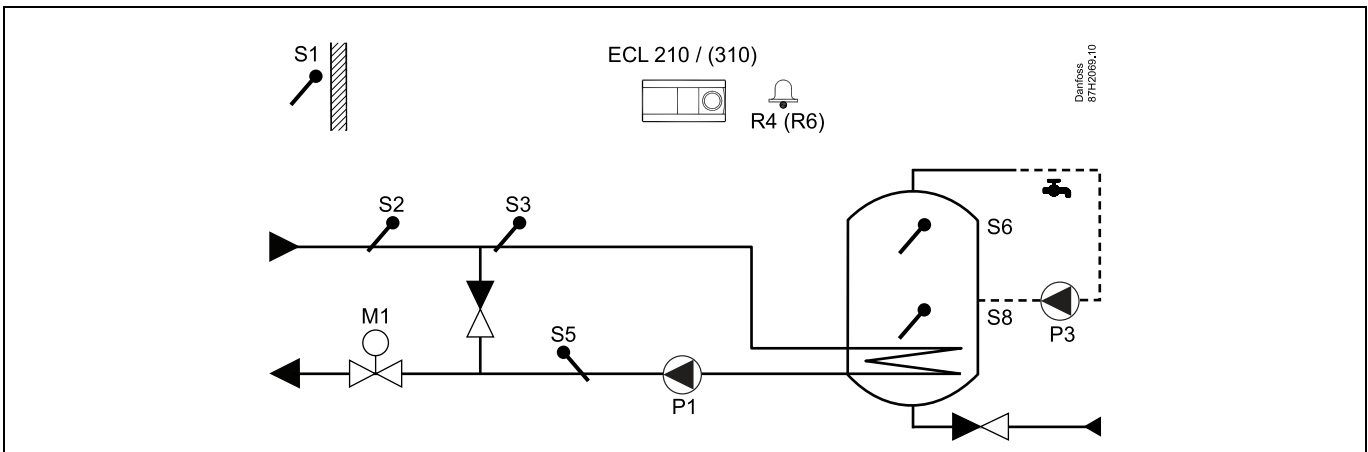 S1
ECL 210 / (310)
R4 (R6)
Danfoss
87H2069.10
S2
S3
S6
M1
S5
S8
P3
P1